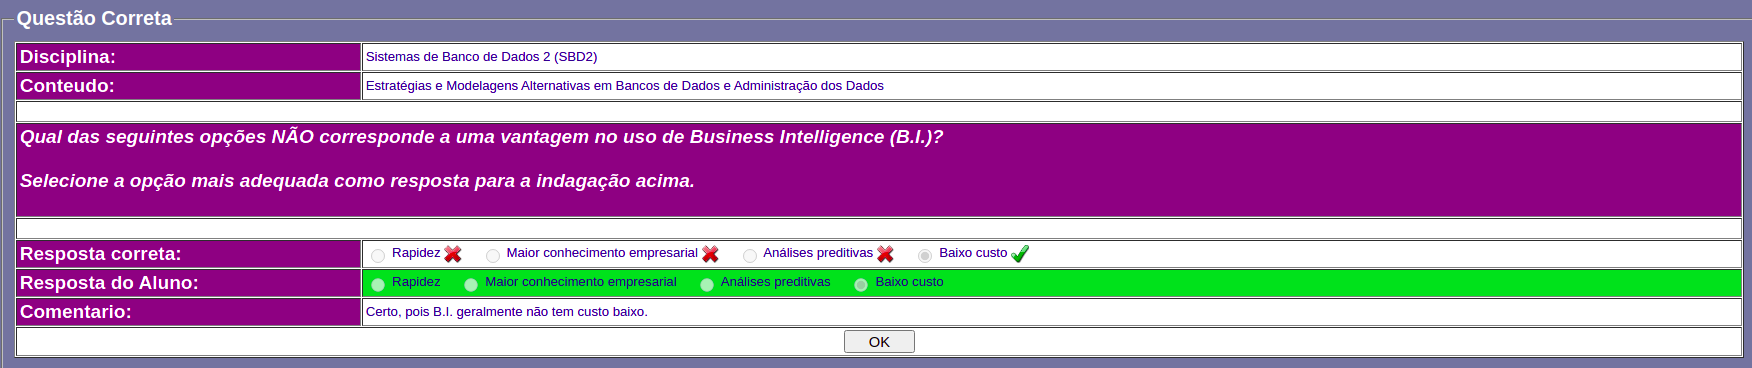 Questão Correta
Disciplina: Sistemas de Banco de Dados 2 (SBD2)
Conteudo: Estratégias e Modelagens Alternativas em Bancos de Dados e Administração dos Dados
Qual das seguintes opções NÃO corresponde a uma vantagem no uso de Business Intelligence (B.I.)?
Selecione a opção mais adequada como resposta para a indagação acima.
Resposta correta: Rapidez Maior conhecimento empresarial Análises preditivas Baixo custo
Resposta do Aluno: Rapidez Maior conhecimento empresarial Análises preditivas Baixo custo
Comentario: Certo, pois B.I. geralmente não tem custo baixo.
OK